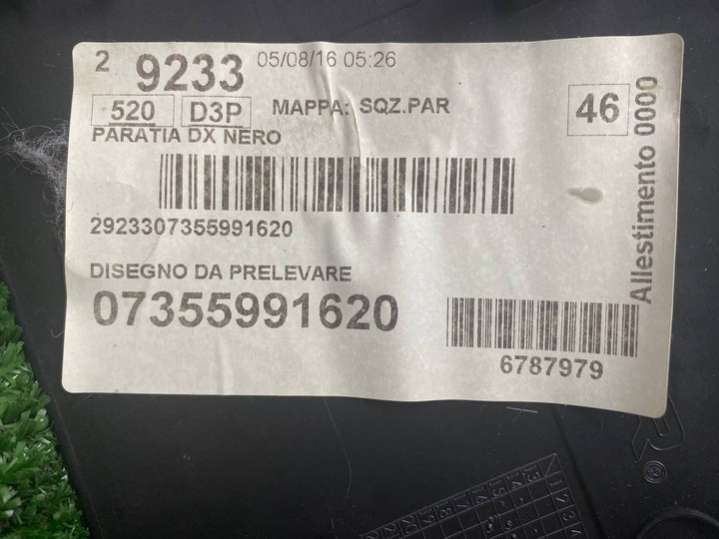 2 9233 05/08/16 05:26
520 D3P MAPPA: SQZ.PAR 46
PARATIA DX NERO
2923307355991620
DISEGNO DA PRELEVARE
07355991620
6787979
Allestimento 0000
R